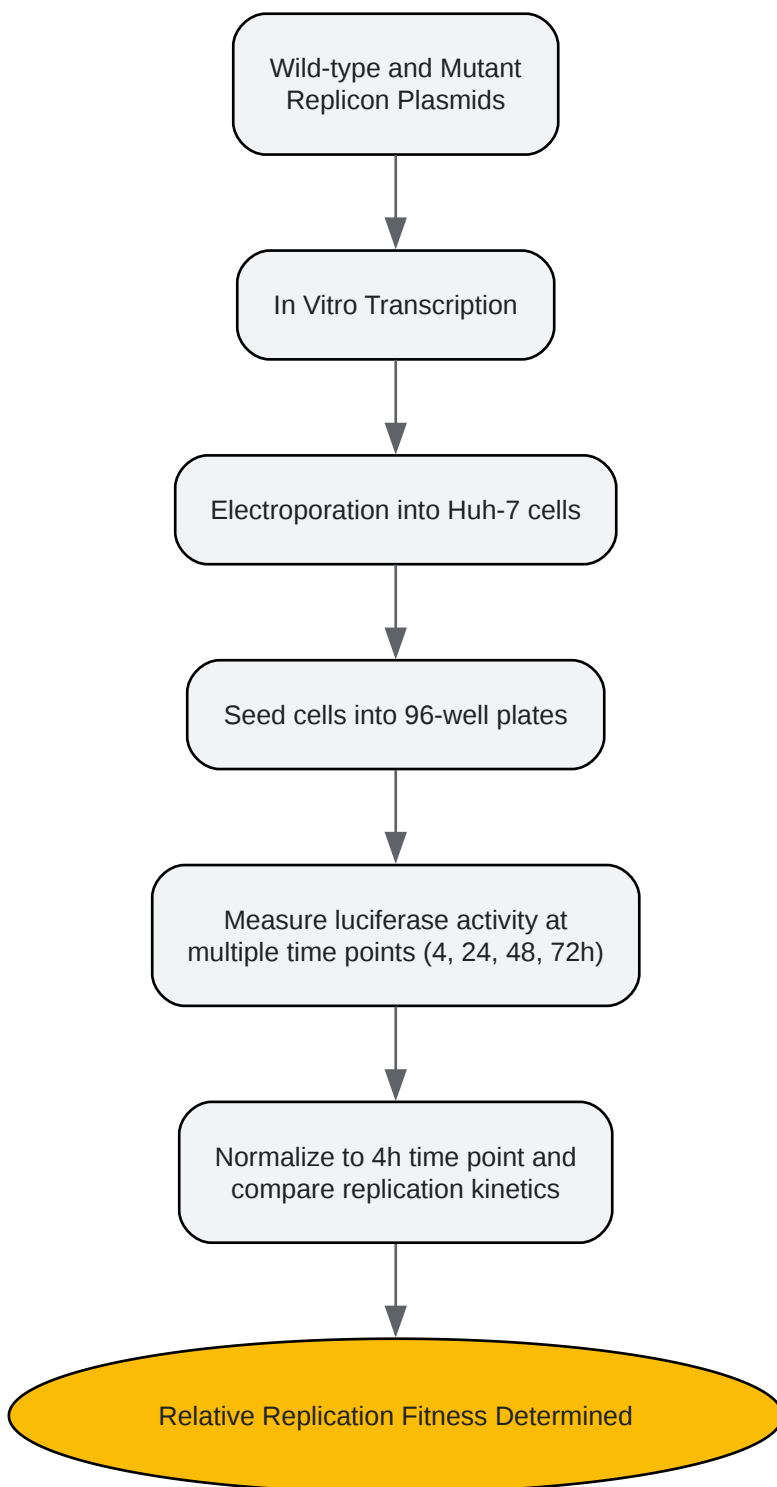 Wild-type and Mutant
Replicon Plasmids
In Vitro Transcription
Electroporation into Huh-7 cells
Seed cells into 96-well plates
Measure luciferase activity at
multiple time points (4, 24, 48, 72h)
Normalize to 4h time point and
compare replication kinetics
Relative Replication Fitness Determined